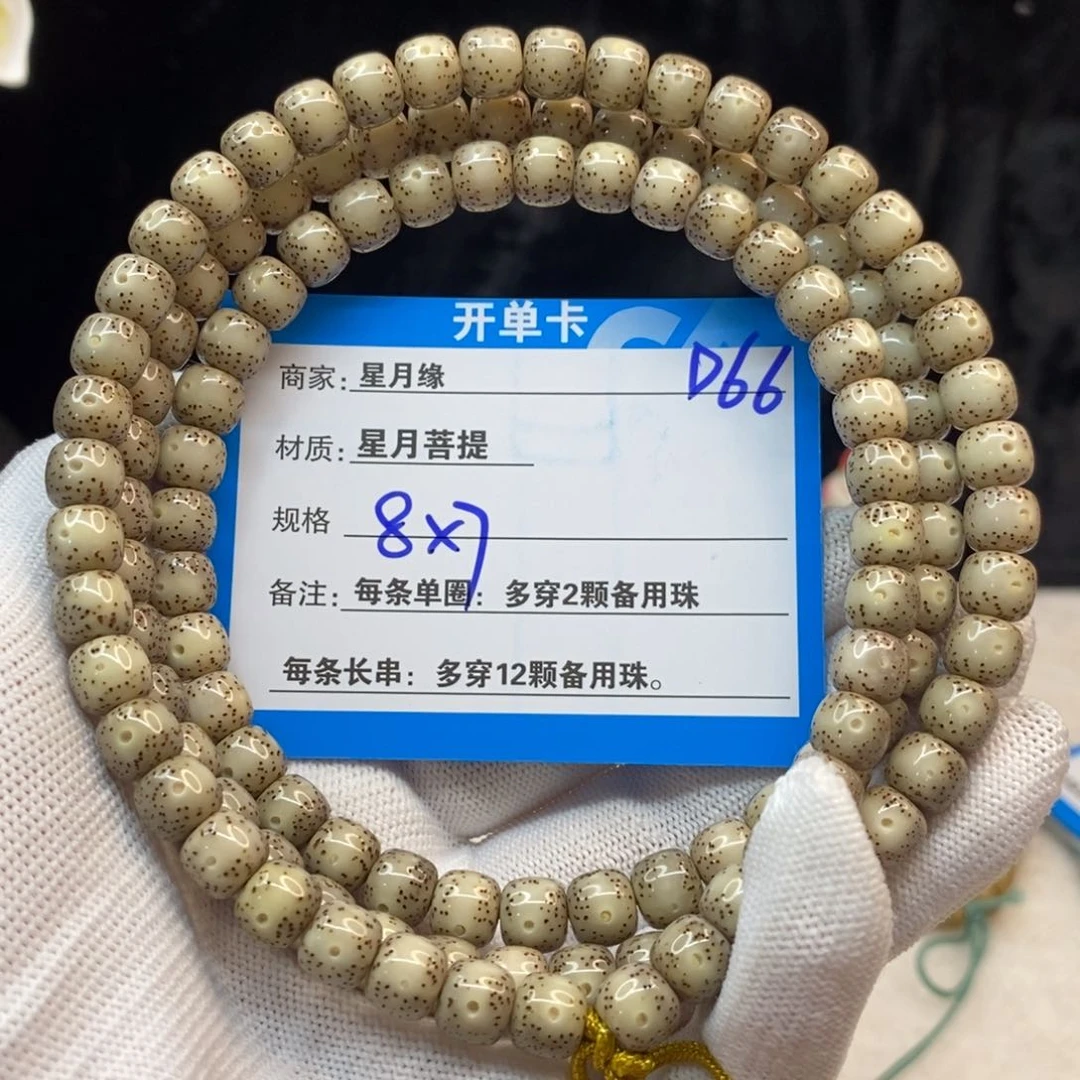 开单卡
商家：星月缘 D66
材质：星月菩提
规格 8×7
备注：每条单圈：多穿2颗备用珠
每条长串：多穿12颗备用珠。